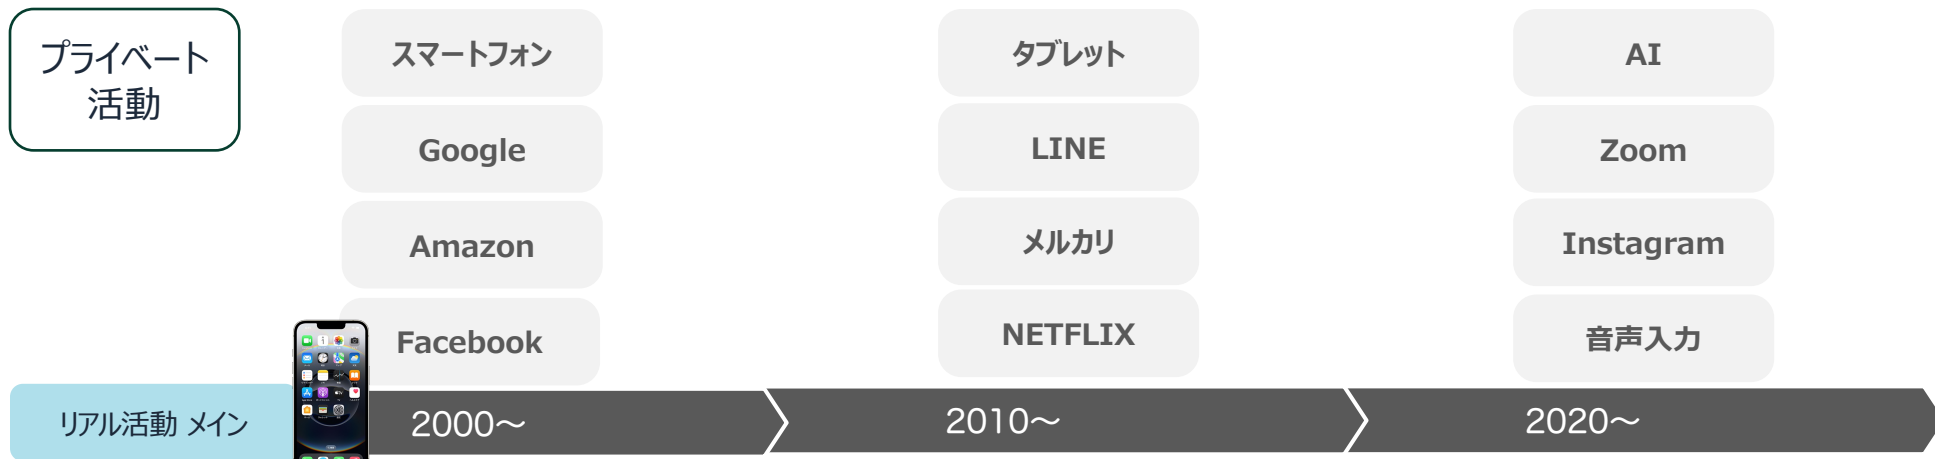 プライベート
活動
スマートフォン
Google
Amazon
Facebook
タブレット
LINE
メルカリ
NETFLIX
AI
Zoom
Instagram
音声入力
リアル活動 メイン
2000～
2010～
2020～